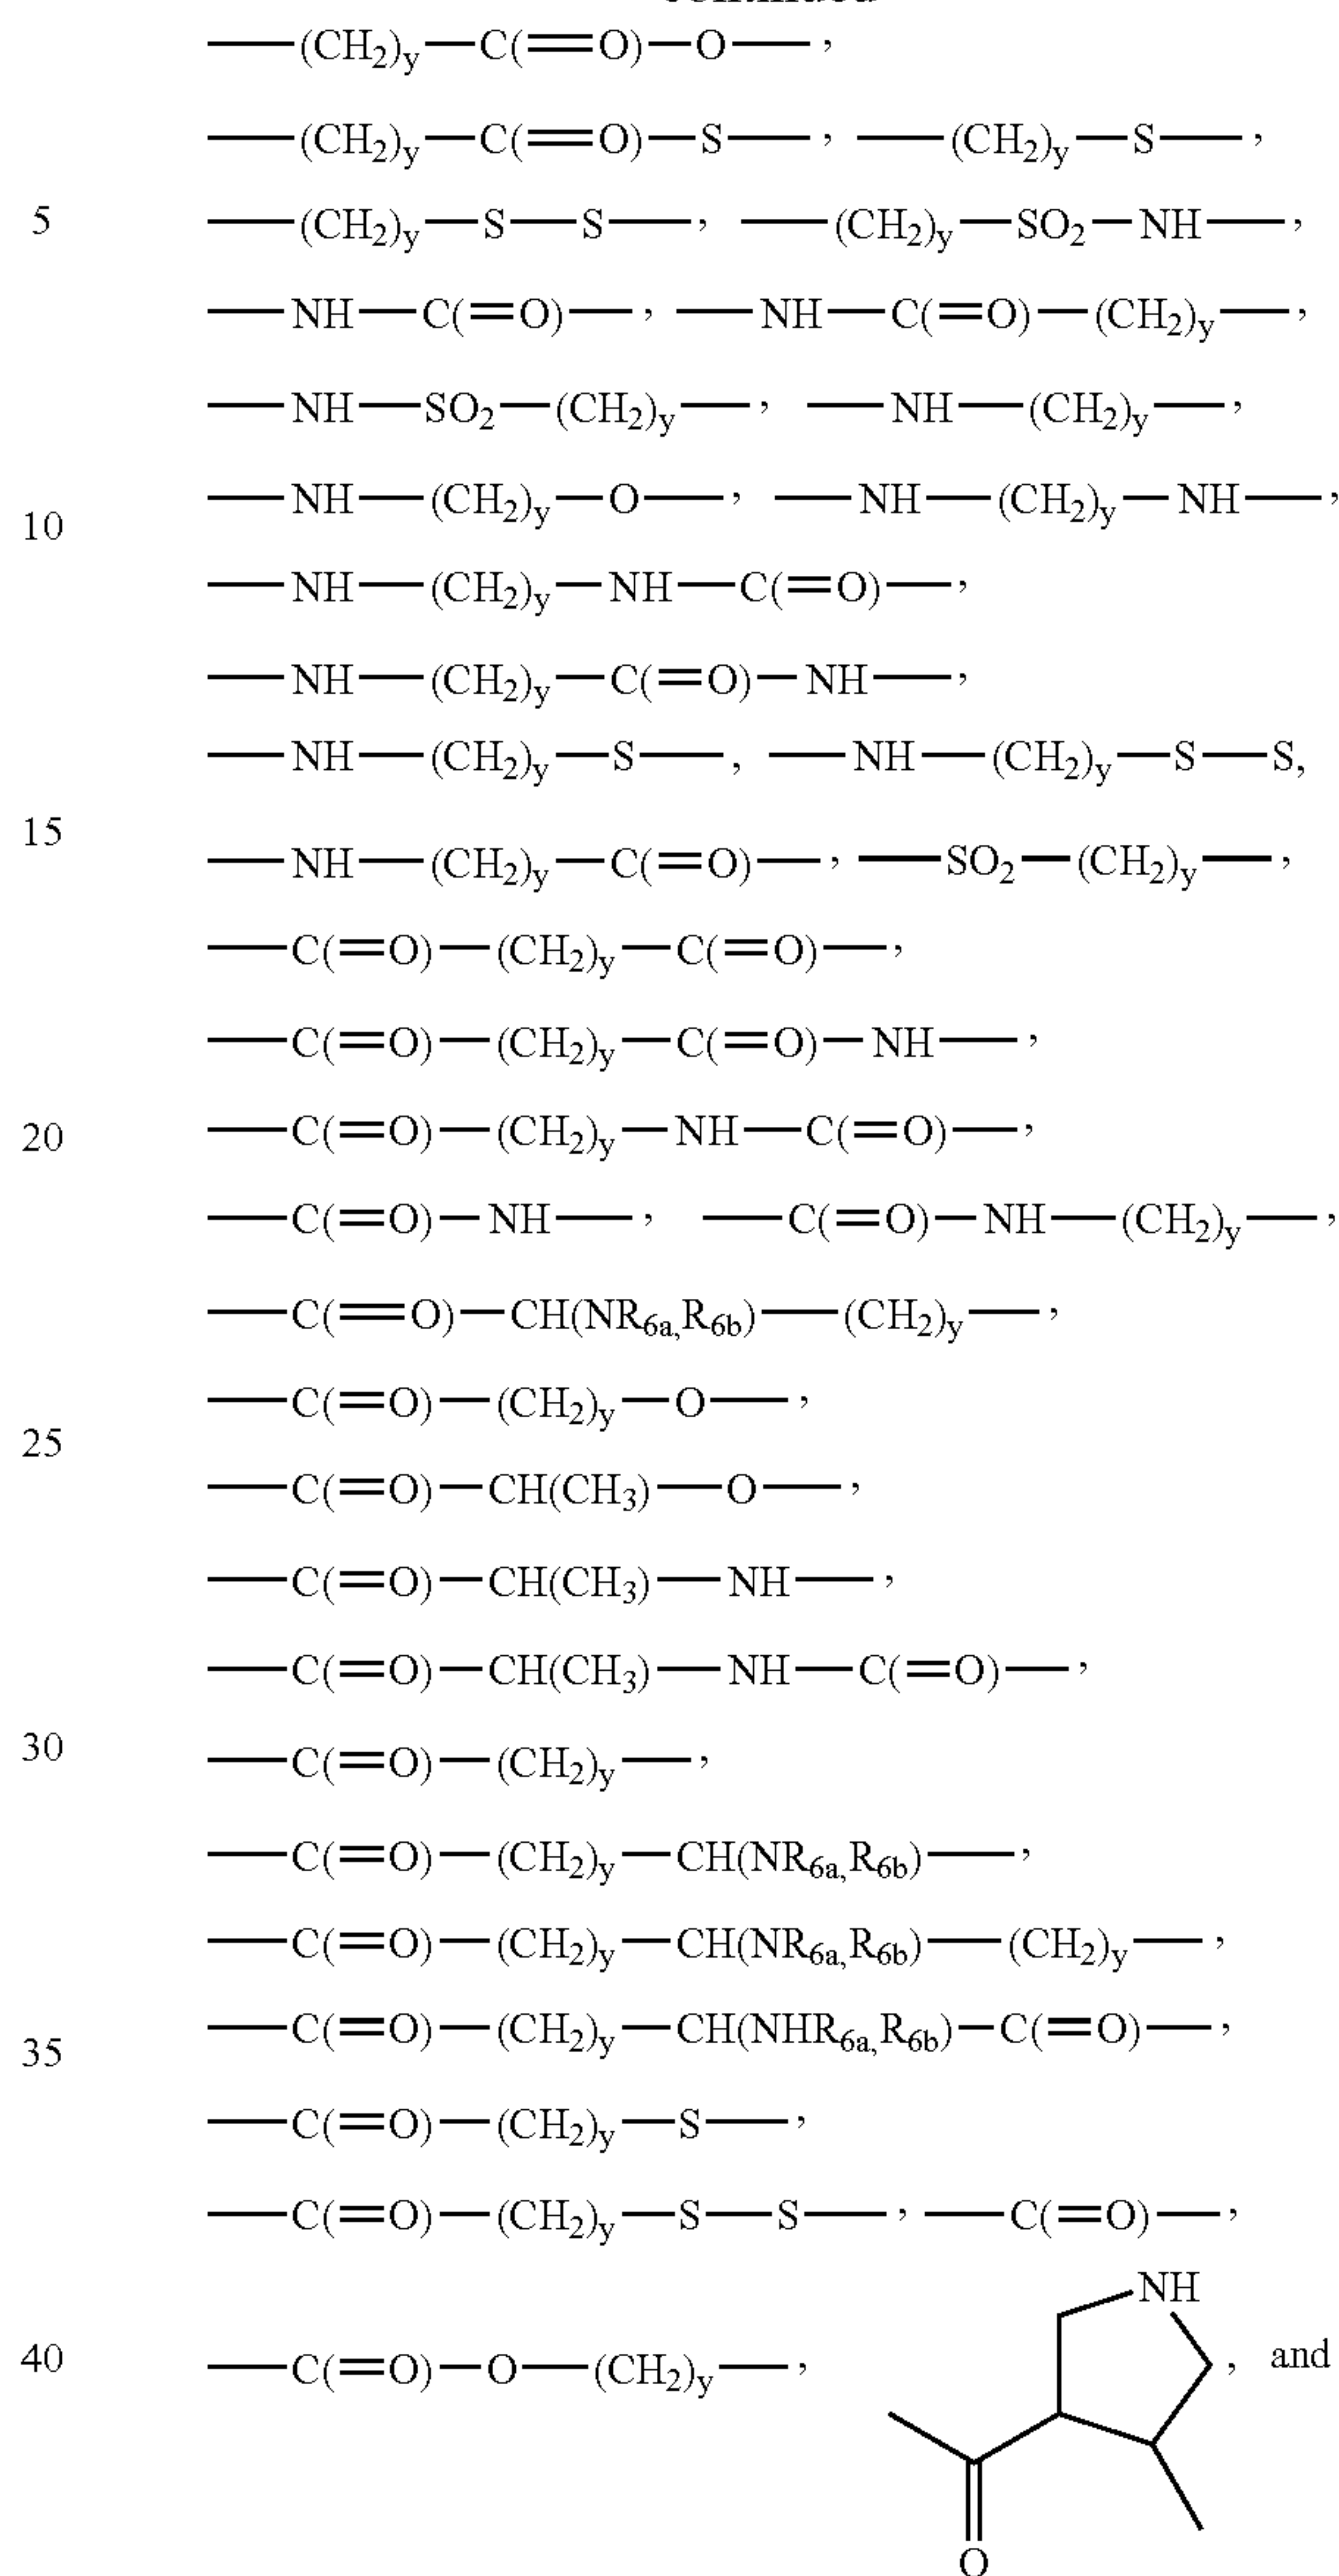 —(CH₂)y—C(=O)—O—,
—(CH₂)y—C(=O)—S—, —(CH₂)y—S—,
5 —(CH₂)y—S—S—, —(CH₂)y—SO₂—NH—,
—NH—C(=O)—, —NH—C(=O)—(CH₂)y—,
—NH—SO₂—(CH₂)y—, —NH—(CH₂)y—,
10 —NH—(CH₂)y—O—, —NH—(CH₂)y—NH—,
—NH—(CH₂)y—NH—C(=O)—,
—NH—(CH₂)y—C(=O)—NH—,
—NH—(CH₂)y—S—, —NH—(CH₂)y—S—S,
15 —NH—(CH₂)y—C(=O)—, —SO₂—(CH₂)y—,
—C(=O)—(CH₂)y—C(=O)—,
—C(=O)—(CH₂)y—C(=O)—NH—,
20 —C(=O)—(CH₂)y—NH—C(=O)—,
—C(=O)—NH—, —C(=O)—NH—(CH₂)y—,
—C(=O)—CH(NR6a,R6b)—(CH₂)y—,
—C(=O)—(CH₂)y—O—,
25
—C(=O)—CH(CH₃)—O—,
—C(=O)—CH(CH₃)—NH—,
—C(=O)—CH(CH₃)—NH—C(=O)—,
30 —C(=O)—(CH₂)y—,
—C(=O)—(CH₂)y—CH(NR6a,R6b)—,
—C(=O)—(CH₂)y—CH(NR6a,R6b)—(CH₂)y—,
35 —C(=O)—(CH₂)y—CH(NHR6a,R6b)—C(=O)—,
—C(=O)—(CH₂)y—S—,
—C(=O)—(CH₂)y—S—S—, —C(=O)—,
NH
40 —C(=O)—O—(CH₂)y—, , and
O